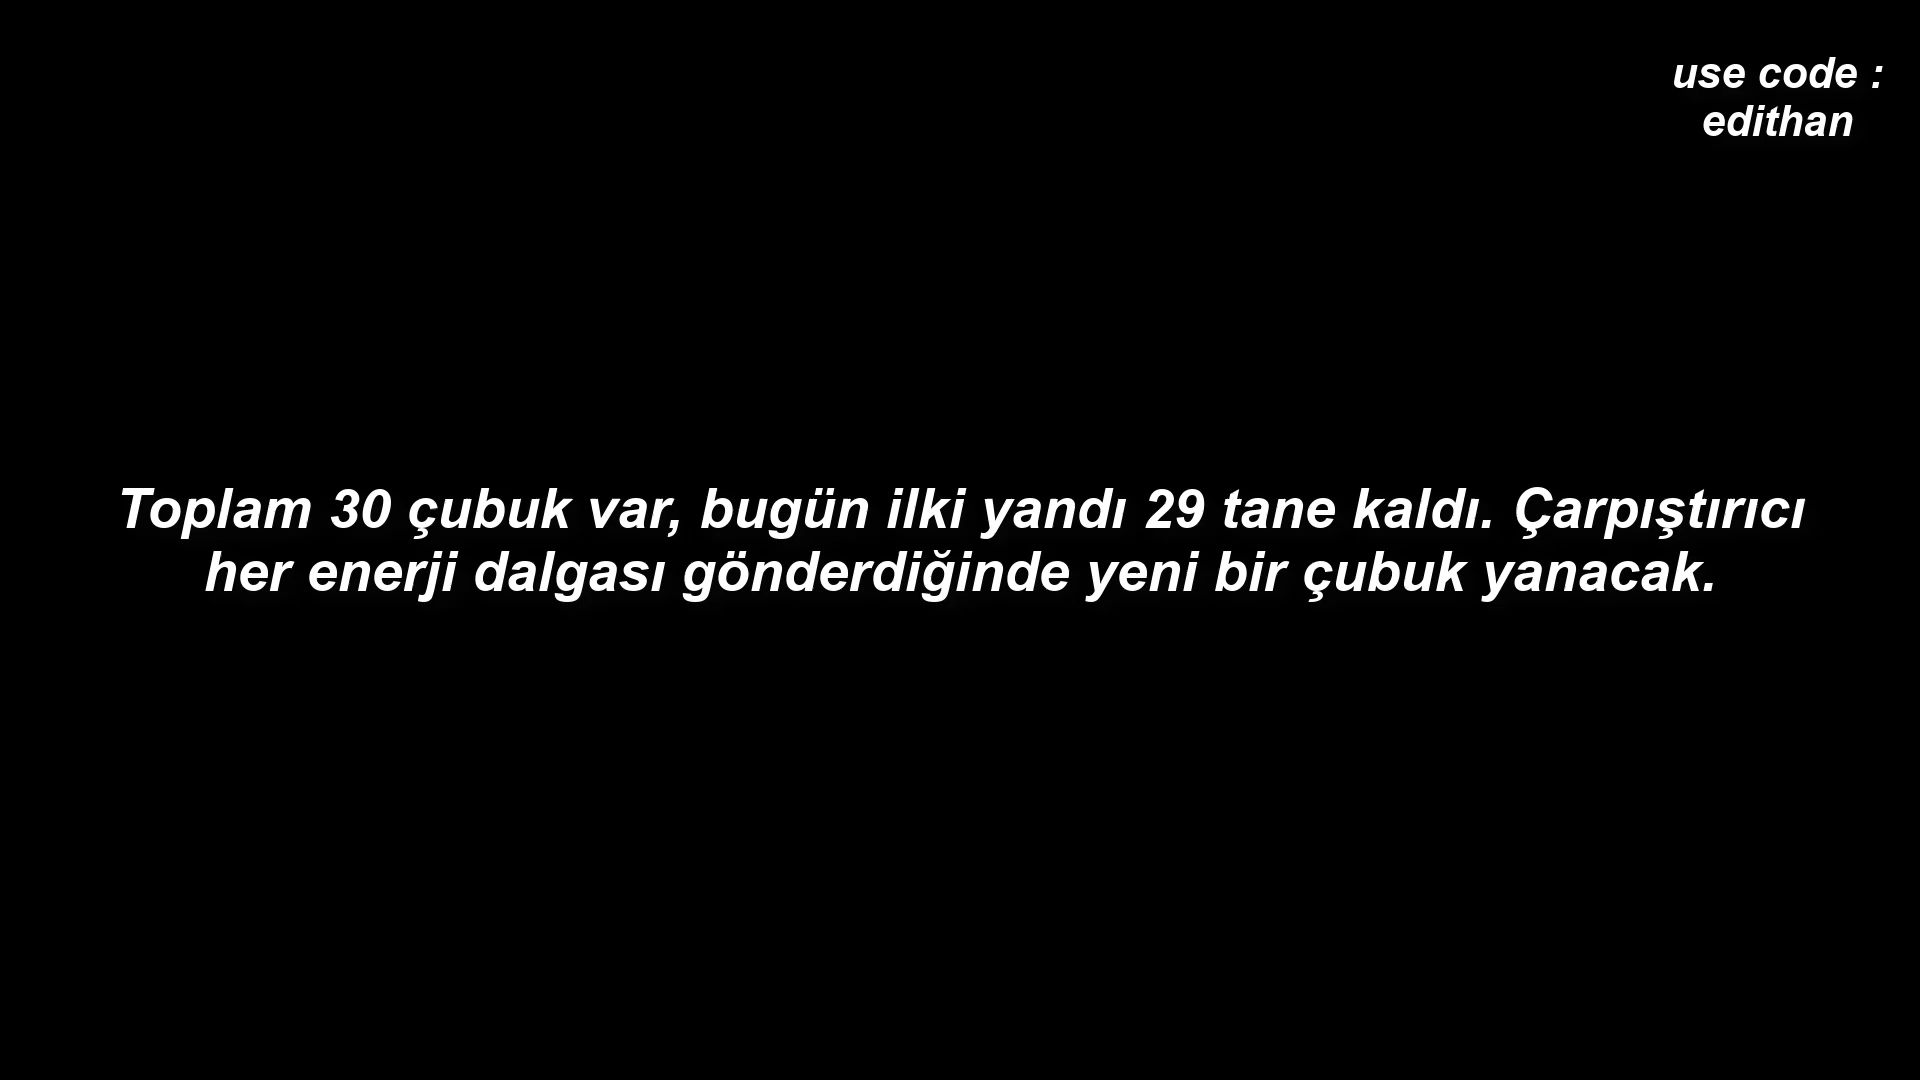 use code :
edithan
Toplam 30 çubuk var, bugün ilki yandı 29 tane kaldı. Çarpıştırıcı
her enerji dalgası gönderdiğinde yeni bir çubuk yanacak.